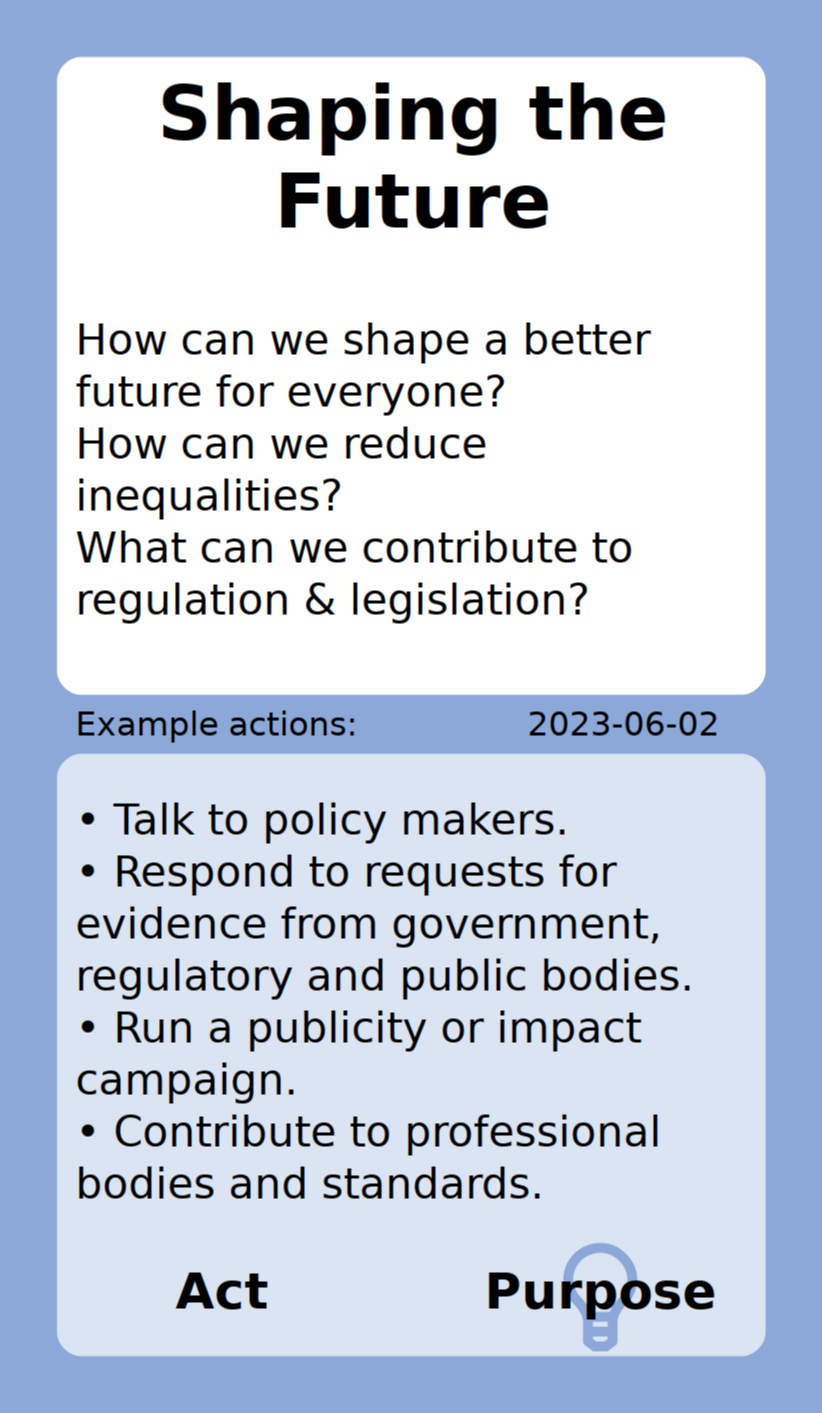 Shaping the
Future
How can we shape a better
future for everyone?
How can we reduce
inequalities?
What can we contribute to
regulation & legislation?
Example actions: 2023-06-02
• Talk to policy makers.
• Respond to requests for
evidence from government,
regulatory and public bodies.
• Run a publicity or impact
campaign.
• Contribute to professional
bodies and standards.
Act Purpose